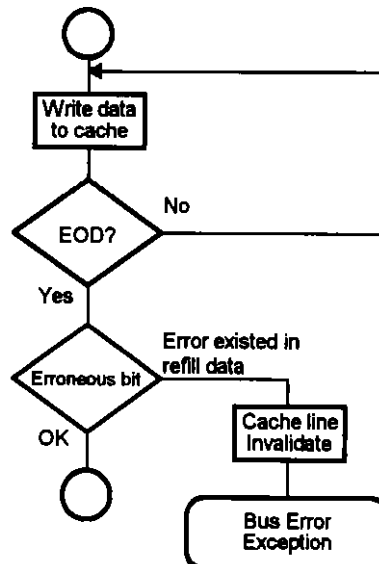 Write data
to cache
EOD?
No
Yes
Erroneous bit
Error existed in
refill data
OK
Cache line
Invalidate
Bus Error
Exception